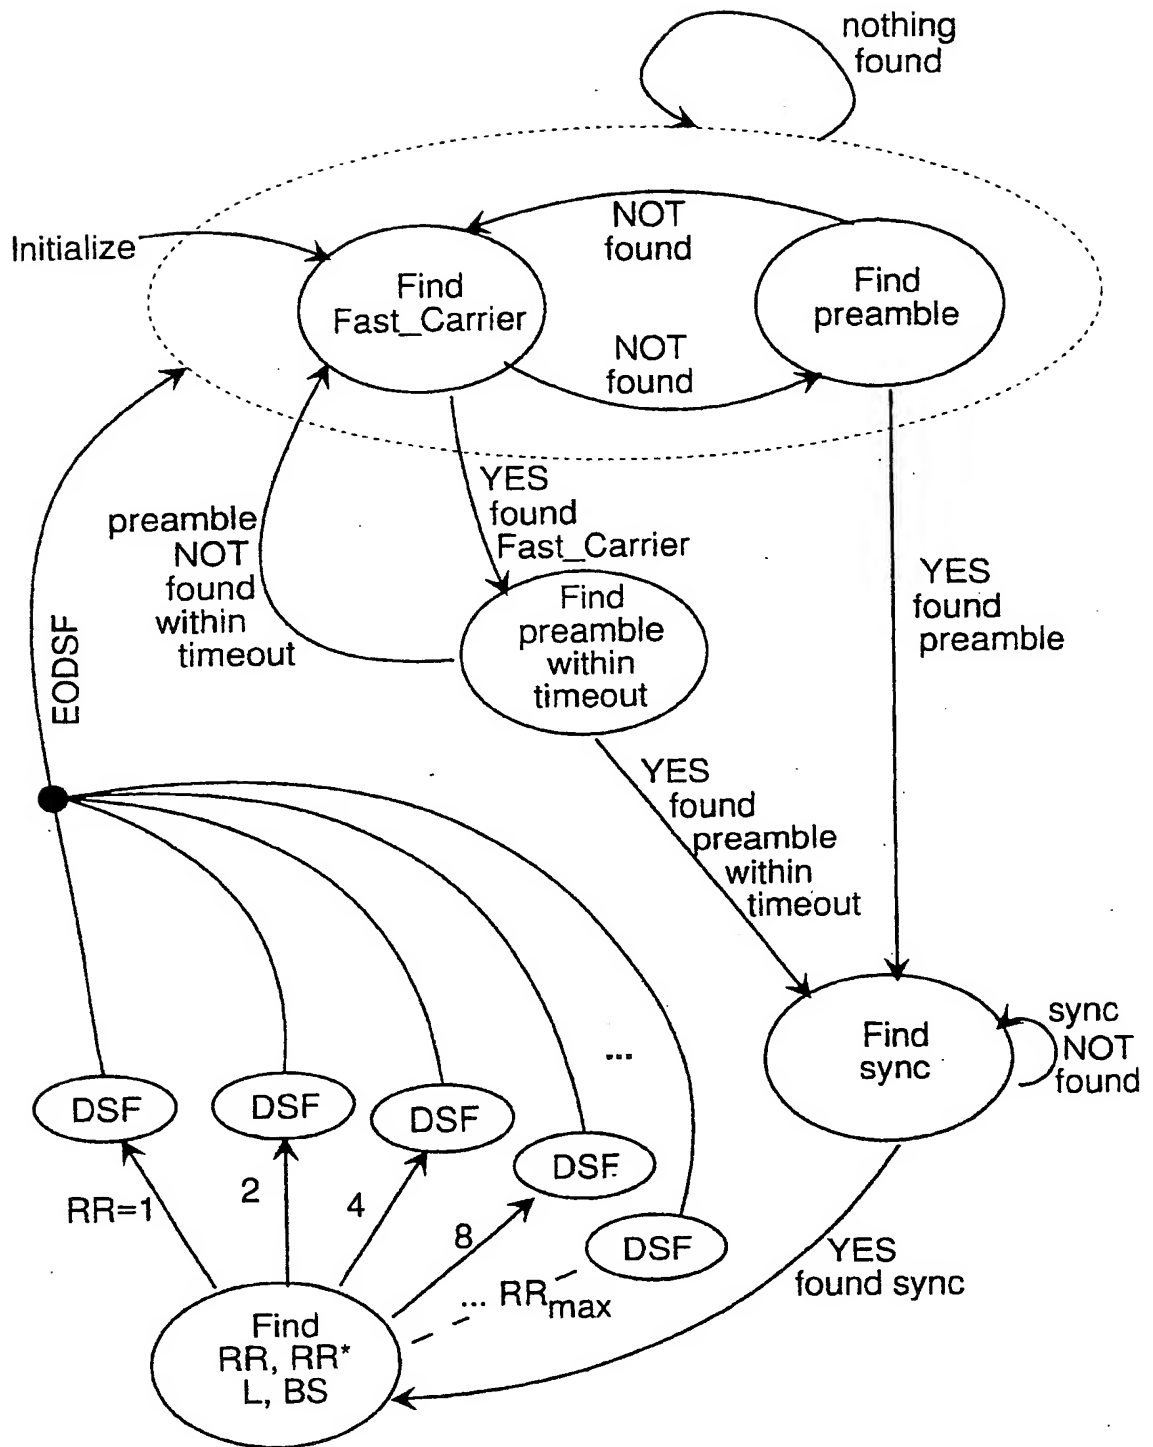 nothing
found
Initialize
NOT
found
Find
Fast_Carrier
Find
preamble
NOT
found
YES
found
Fast_Carrier
preamble
NOT
found
within
timeout
Find
preamble
within
timeout
YES
found
preamble
EODSF
YES
found
preamble
within
timeout
Find
sync
sync
NOT
found
...
DSF
DSF
DSF
DSF
DSF
RR=1
2
4
8
... RRmax
YES
found sync
Find
RR, RR*
L, BS